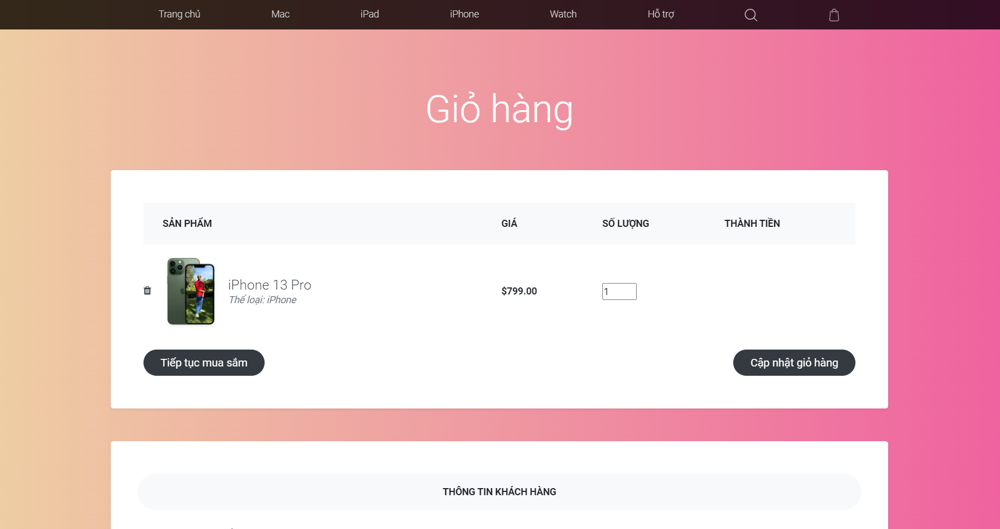 Trang chủ Mac iPad iPhone Watch Hỗ trợ
Giỏ hàng
SẢN PHẨM GIÁ SỐ LƯỢNG THÀNH TIỀN
iPhone 13 Pro
Thể loại: iPhone
$799.00 1
Tiếp tục mua sắm Cập nhật giỏ hàng
THÔNG TIN KHÁCH HÀNG